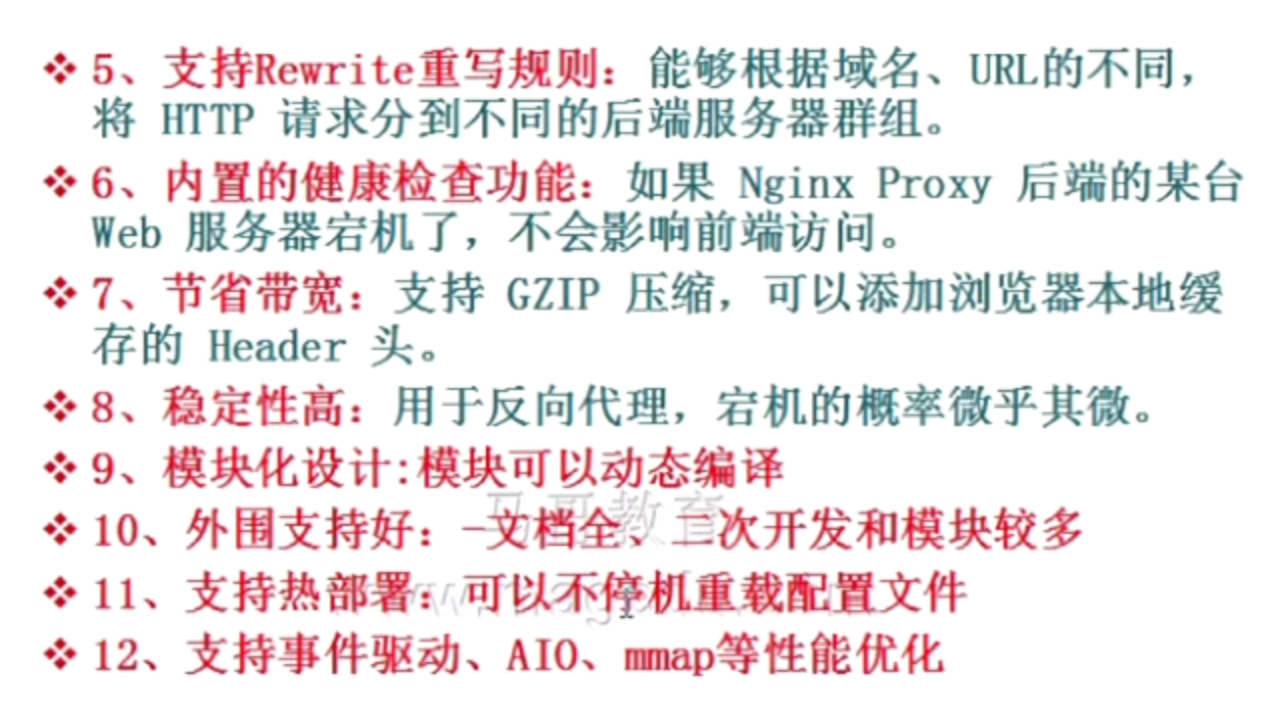 ❖ 5、支持Rewrite重写规则：能够根据域名、URL的不同，
将 HTTP 请求分到不同的后端服务器群组。
❖ 6、内置的健康检查功能：如果 Nginx Proxy 后端的某台
Web 服务器宕机了，不会影响前端访问。
❖ 7、节省带宽：支持 GZIP 压缩，可以添加浏览器本地缓
存的 Header 头。
❖ 8、稳定性高：用于反向代理，宕机的概率微乎其微。
❖ 9、模块化设计:模块可以动态编译
马哥教育
❖ 10、外围支持好：—文档全、二次开发和模块较多
❖ 11、支持热部署：可以不停机重载配置文件
❖ 12、支持事件驱动、AIO、mmap等性能优化